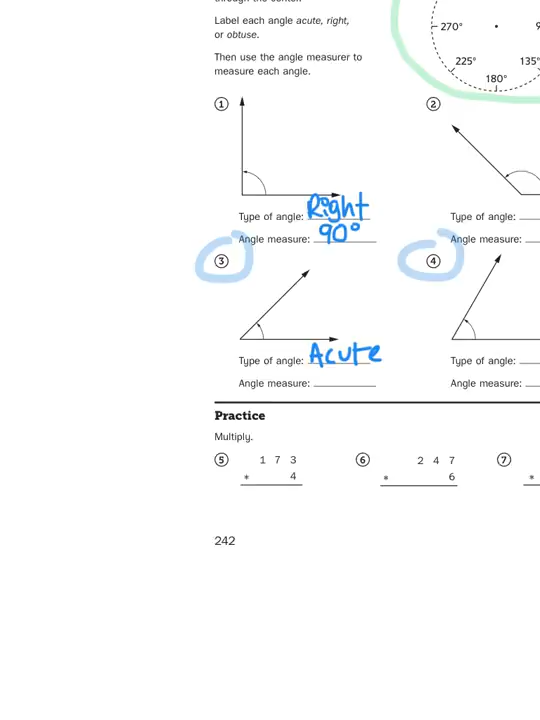 Label each angle acute, right,
or obtuse.
270°
Then use the angle measurer to
measure each angle.
225°
135°
180°
1
2
Type of angle: Right
Type of angle:
Angle measure: 90°
Angle measure:
3
4
Type of angle: Acute
Type of angle:
Angle measure:
Angle measure:
Practice
Multiply.
5 1 7 3
* 4
6 2 4 7
* 6
7
*
242